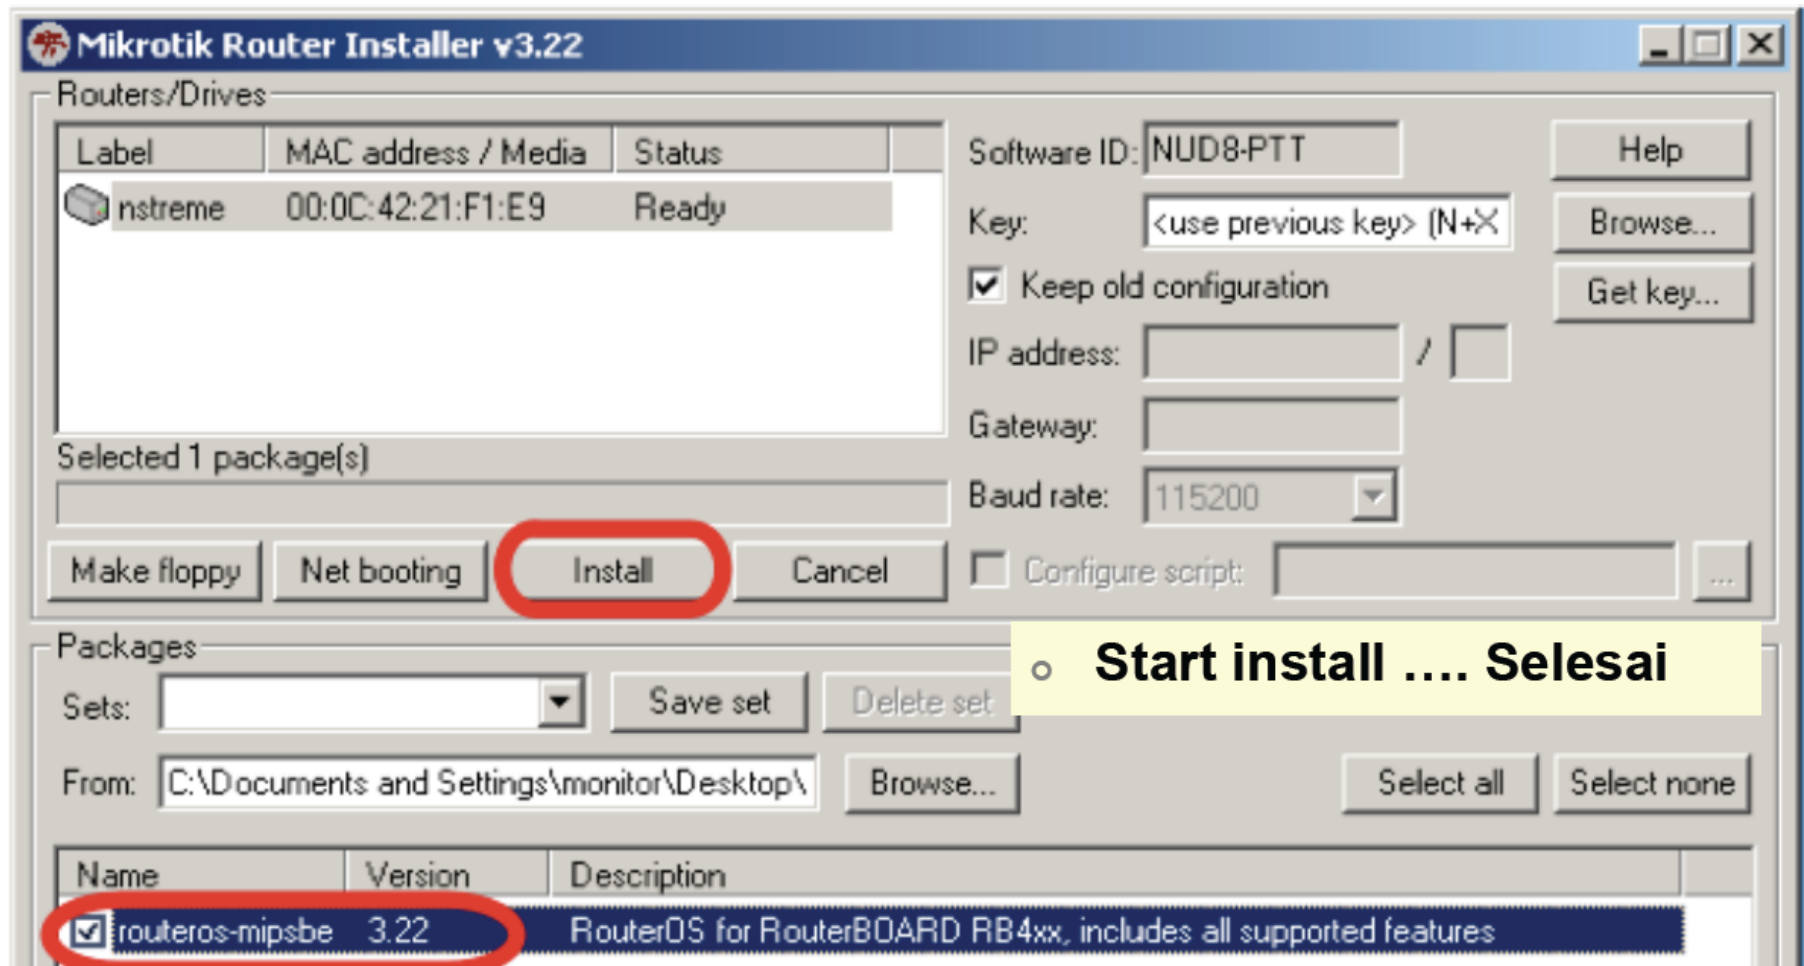 Mikrotik Router Installer v3.22
Routers/Drives
Label MAC address / Media Status
nstreme 00:0C:42:21:F1:E9 Ready
Selected 1 package(s)
Make floppy Net booting Install Cancel
Software ID: NUD8-PTT Help
Key: <use previous key> (N+X Browse...
Keep old configuration Get key...
IP address: /
Gateway:
Baud rate: 115200
Configure script: ...
Start install .... Selesai
Packages
Sets: Save set Delete set
From: C:\Documents and Settings\monitor\Desktop\ Browse... Select all Select none
Name Version Description
routeros-mipsbe 3.22 RouterOS for RouterBOARD RB4xx, includes all supported features